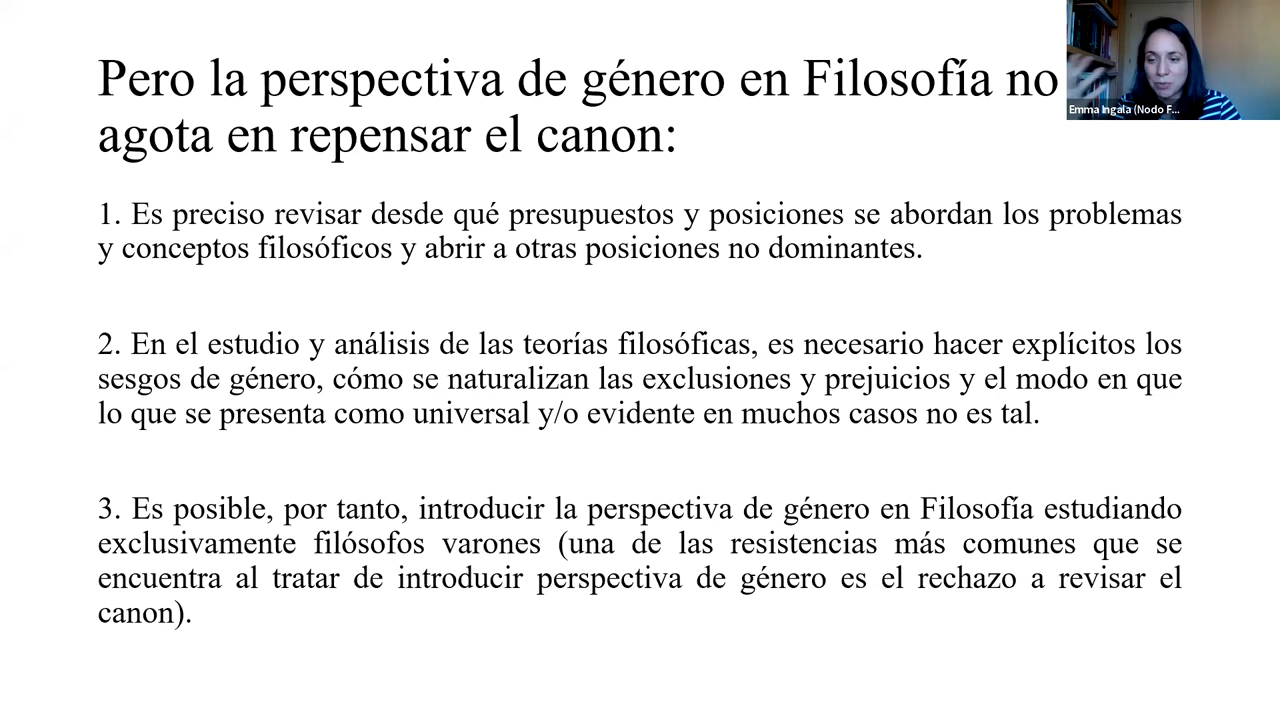 Pero la perspectiva de género en Filosofía no
agota en repensar el canon:
Emma Ingala (Nodo F...
1. Es preciso revisar desde qué presupuestos y posiciones se abordan los problemas
y conceptos filosóficos y abrir a otras posiciones no dominantes.
2. En el estudio y análisis de las teorías filosóficas, es necesario hacer explícitos los
sesgos de género, cómo se naturalizan las exclusiones y prejuicios y el modo en que
lo que se presenta como universal y/o evidente en muchos casos no es tal.
3. Es posible, por tanto, introducir la perspectiva de género en Filosofía estudiando
exclusivamente filósofos varones (una de las resistencias más comunes que se
encuentra al tratar de introducir perspectiva de género es el rechazo a revisar el
canon).